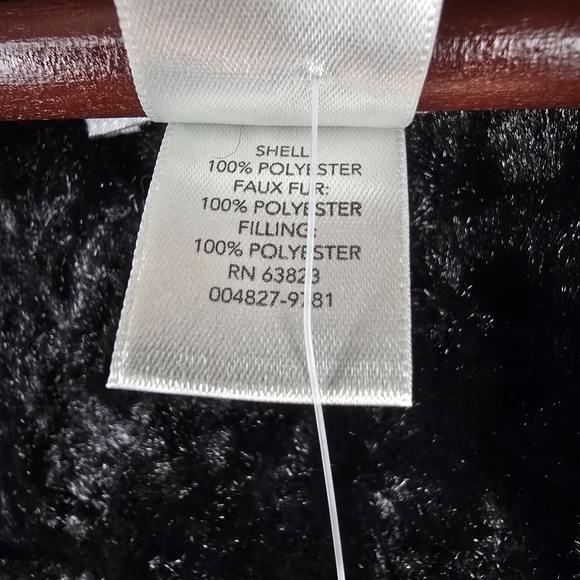 SHELL:
100% POLYESTER
FAUX FUR:
100% POLYESTER
FILLING:
100% POLYESTER
RN 63823
004827-9781